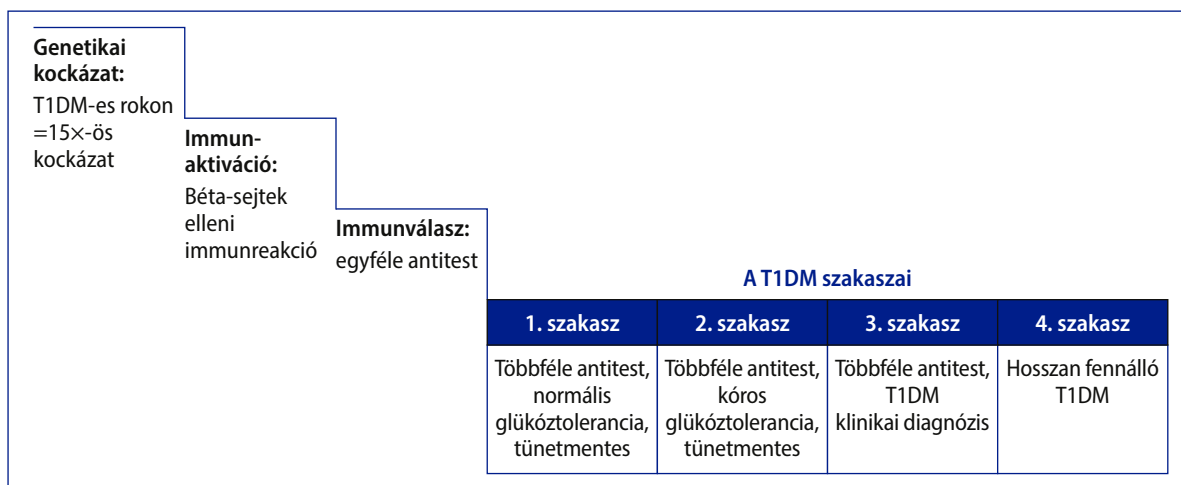 Genetikai
kockázat:
T1DM-es rokon
=15×-ös
kockázat
Immun-
aktiváció:
Béta-sejtek
elleni
immunreakció
Immunválasz:
egyféle antitest
A T1DM szakaszai
1. szakasz
2. szakasz
3. szakasz
4. szakasz
Többféle antitest,
normális
glükóztolerancia,
tünetmentes
Többféle antitest,
kóros
glükóztolerancia,
tünetmentes
Többféle antitest,
T1DM
klinikai diagnózis
Hosszan fennálló
T1DM